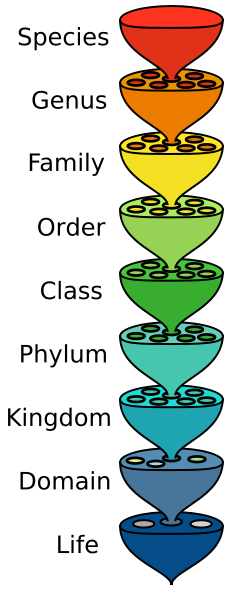 Species
Genus
Family
Order
Class
Phylum
Kingdom
Domain
Life